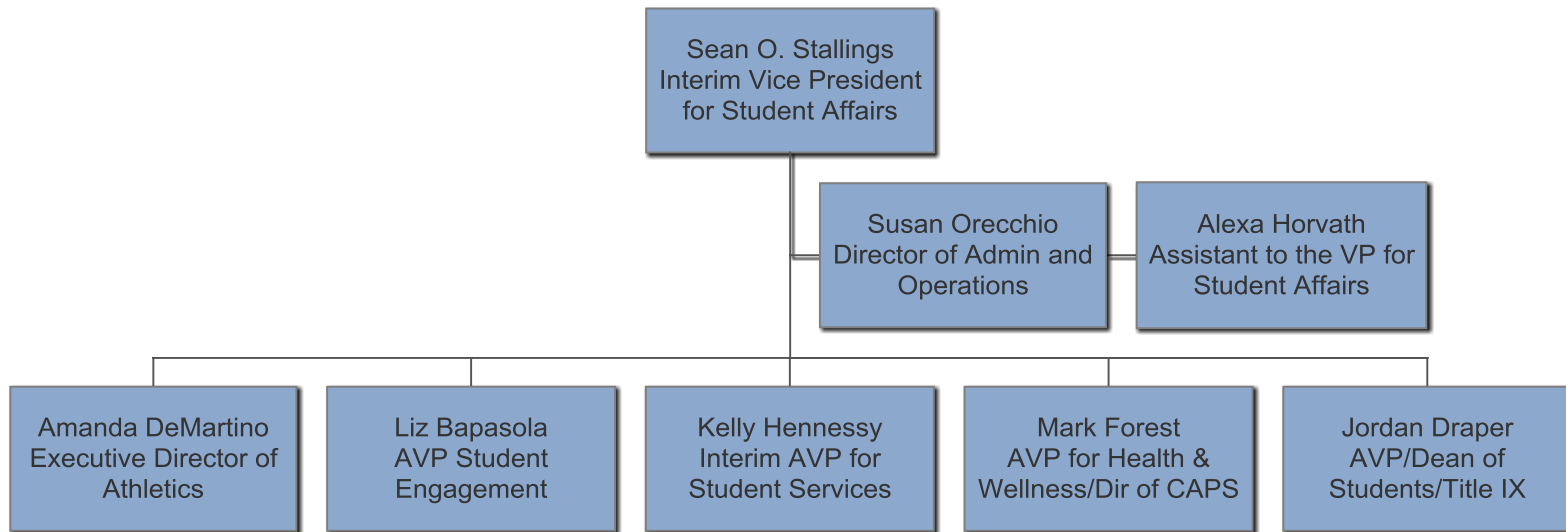 Sean O. Stallings
Interim Vice President
for Student Affairs
Susan Orecchio
Director of Admin and
Operations
Alexa Horvath
Assistant to the VP for
Student Affairs
Amanda DeMartino
Executive Director of
Athletics
Liz Bapasola
AVP Student
Engagement
Kelly Hennessy
Interim AVP for
Student Services
Mark Forest
AVP for Health &
Wellness/Dir of CAPS
Jordan Draper
AVP/Dean of
Students/Title IX